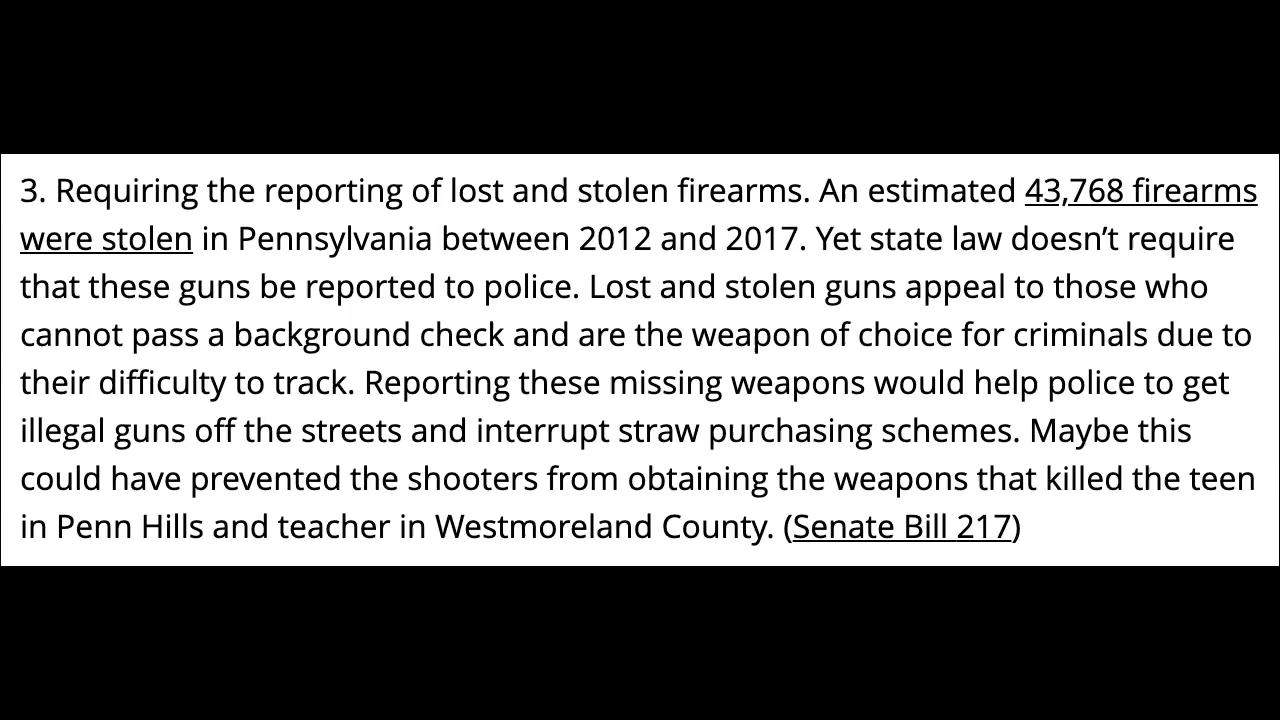 3. Requiring the reporting of lost and stolen firearms. An estimated 43,768 firearms
were stolen in Pennsylvania between 2012 and 2017. Yet state law doesn’t require
that these guns be reported to police. Lost and stolen guns appeal to those who
cannot pass a background check and are the weapon of choice for criminals due to
their difficulty to track. Reporting these missing weapons would help police to get
illegal guns off the streets and interrupt straw purchasing schemes. Maybe this
could have prevented the shooters from obtaining the weapons that killed the teen
in Penn Hills and teacher in Westmoreland County. (Senate Bill 217)